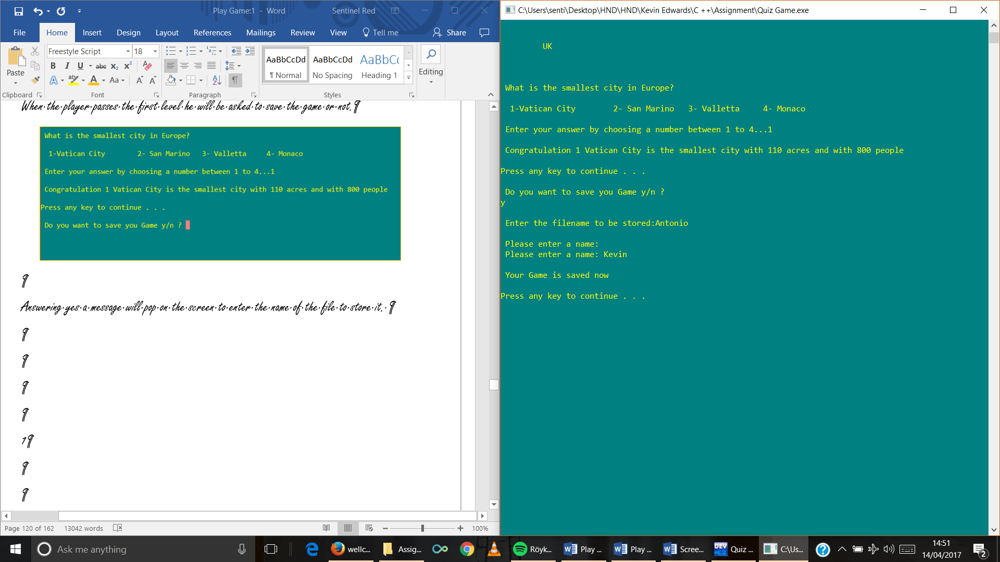 Play Game:1 - Word
Sentinel Red
File Home Insert Design Layout References Mailings Review View Tell me Share
Paste
Clipboard
Freestyle Script 18
B I U abc x₂ x²
A aby A Aa A A
Font
Paragraph
AaBbCcDd AaBbCcDd AaBbCc
¶ Normal No Spacing Heading 1
Styles
Editing
When·the·player·passes·the·first·level·he·will·be·asked·to·save·the·game·or·not.¶
What is the smallest city in Europe?
1-Vatican City 2- San Marino 3- Valletta 4- Monaco
Enter your answer by choosing a number between 1 to 4...1
Congratulation 1 Vatican City is the smallest city with 110 acres and with 800 people
Press any key to continue . . .
Do you want to save you Game y/n ?
¶
Answering·yes·a·message·will·pop·on·the·screen·to·enter·the·name·of·the·file·to·store·it.·¶
¶
¶
¶
¶
1¶
¶
¶
Page 120 of 162 13042 words 100%
C:\Users\senti\Desktop\HND\HND\Kevin Edwards\C ++\Assignment\Quiz Game.exe
UK
What is the smallest city in Europe?
1-Vatican City 2- San Marino 3- Valletta 4- Monaco
Enter your answer by choosing a number between 1 to 4...1
Congratulation 1 Vatican City is the smallest city with 110 acres and with 800 people
Press any key to continue . . .
Do you want to save you Game y/n ?
y
Enter the filename to be stored:Antonio
Please enter a name:
Please enter a name: Kevin
Your Game is saved now
Press any key to continue . . .
Ask me anything
wellc... Assig... Röyk... Play ... Play ... Scree... DEV Quiz ... C:\Us...
14:51
14/04/2017
2